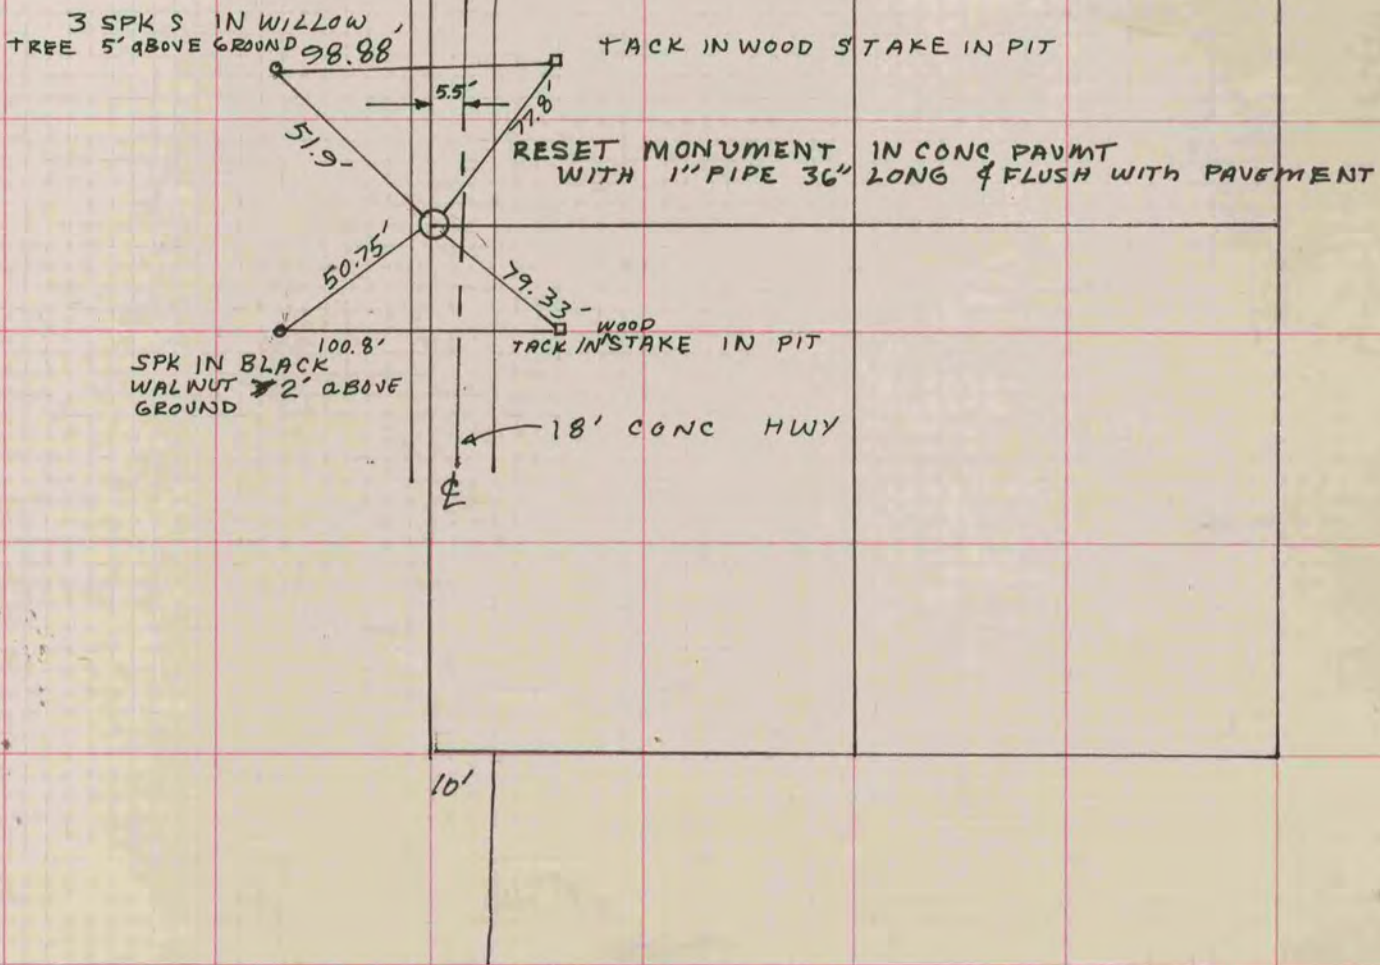 3 SPK S IN WILLOW
TREE 5' aBOVE GROUND
98.88'
TACK IN WOOD STAKE IN PIT
5.5'
77.8'
51.9'
RESET MONUMENT IN CONC PAVMT
WITH 1" PIPE 36" LONG & FLUSH WITH PAVEMENT
50.75'
79.33'
100.8'
WOOD
TACK IN STAKE IN PIT
SPK IN BLACK
WALNUT 2' aBOVE
GROUND
18' CONC HWY
℄
10'